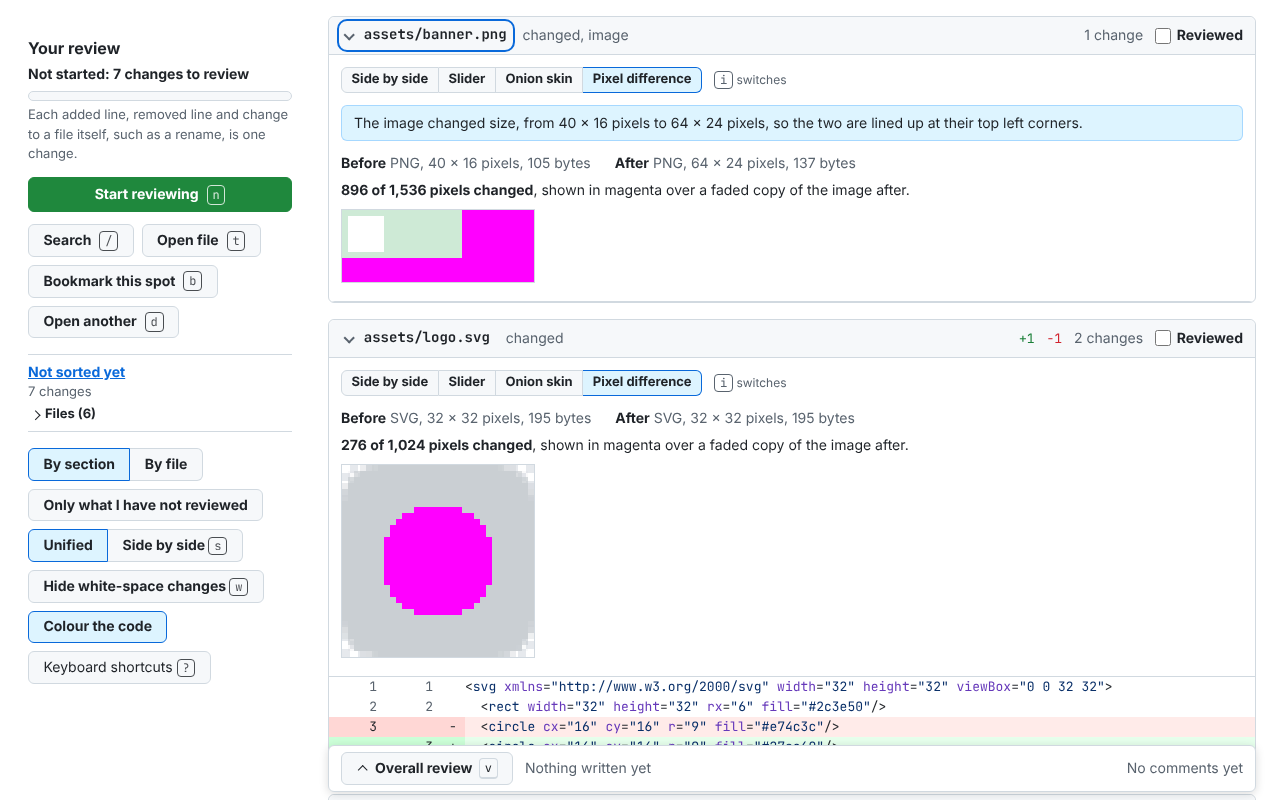 Your review
Not started: 7 changes to review
Each added line, removed line and change
to a file itself, such as a rename, is one
change.
Start reviewing n
Search / Open file t
Bookmark this spot b
Open another d
Not sorted yet
7 changes
Files (6)
By section By file
Only what I have not reviewed
Unified Side by side s
Hide white-space changes w
Colour the code
Keyboard shortcuts ?
assets/banner.png changed, image 1 change Reviewed
Side by side Slider Onion skin Pixel difference i switches
The image changed size, from 40 × 16 pixels to 64 × 24 pixels, so the two are lined up at their top left corners.
Before PNG, 40 × 16 pixels, 105 bytes After PNG, 64 × 24 pixels, 137 bytes
896 of 1,536 pixels changed, shown in magenta over a faded copy of the image after.
assets/logo.svg changed +1 -1 2 changes Reviewed
Side by side Slider Onion skin Pixel difference i switches
Before SVG, 32 × 32 pixels, 195 bytes After SVG, 32 × 32 pixels, 195 bytes
276 of 1,024 pixels changed, shown in magenta over a faded copy of the image after.
1 1 <svg xmlns="http://www.w3.org/2000/svg" width="32" height="32" viewBox="0 0 32 32">
2 2 <rect width="32" height="32" rx="6" fill="#2c3e50"/>
3 - <circle cx="16" cy="16" r="9" fill="#e74c3c"/>
Overall review v Nothing written yet No comments yet